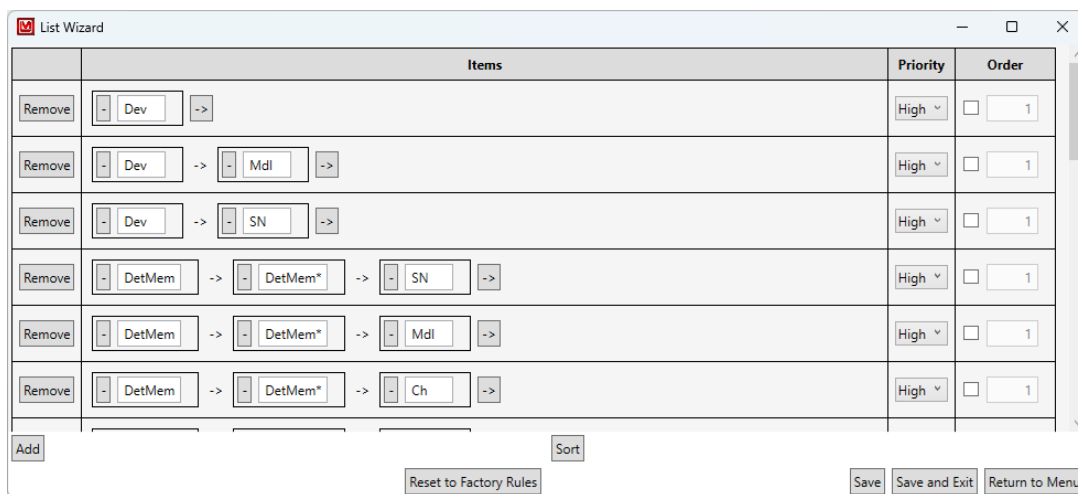 List Wizard
Items Priority Order
Remove - Dev -> High 1
Remove - Dev -> - Mdl -> High 1
Remove - Dev -> - SN -> High 1
Remove - DetMem -> - DetMem* -> - SN -> High 1
Remove - DetMem -> - DetMem* -> - Mdl -> High 1
Remove - DetMem -> - DetMem* -> - Ch -> High 1
Add Sort
Reset to Factory Rules Save Save and Exit Return to Menu